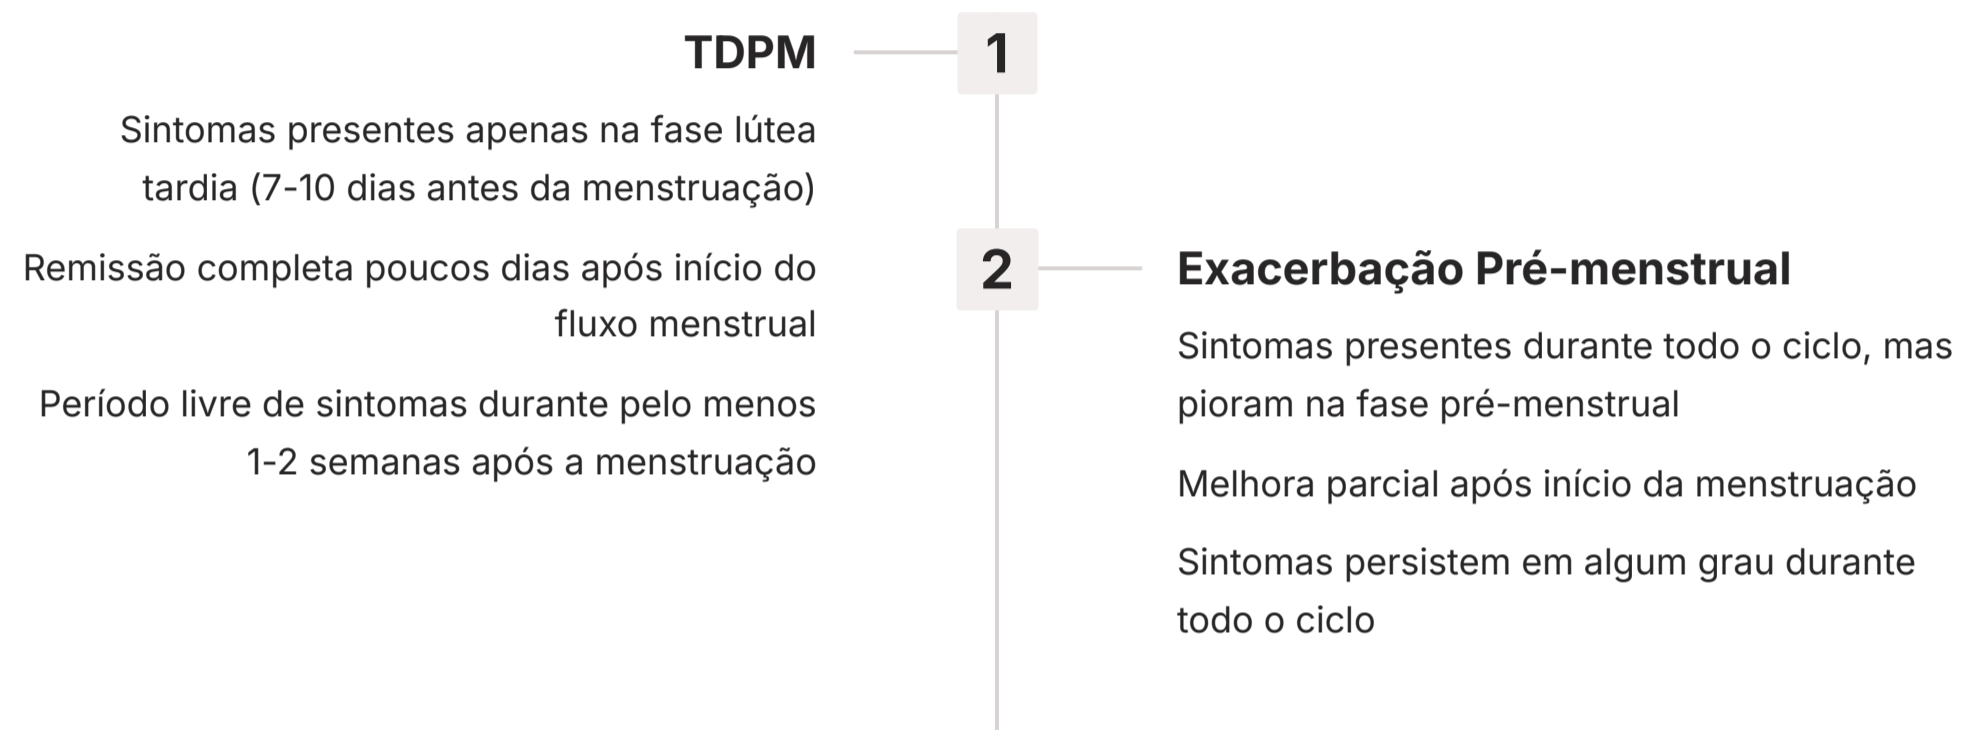 TDPM
1
Sintomas presentes apenas na fase lútea
tardia (7-10 dias antes da menstruação)
Remissão completa poucos dias após início do
fluxo menstrual
Período livre de sintomas durante pelo menos
1-2 semanas após a menstruação
2
Exacerbação Pré-menstrual
Sintomas presentes durante todo o ciclo, mas
pioram na fase pré-menstrual
Melhora parcial após início da menstruação
Sintomas persistem em algum grau durante
todo o ciclo